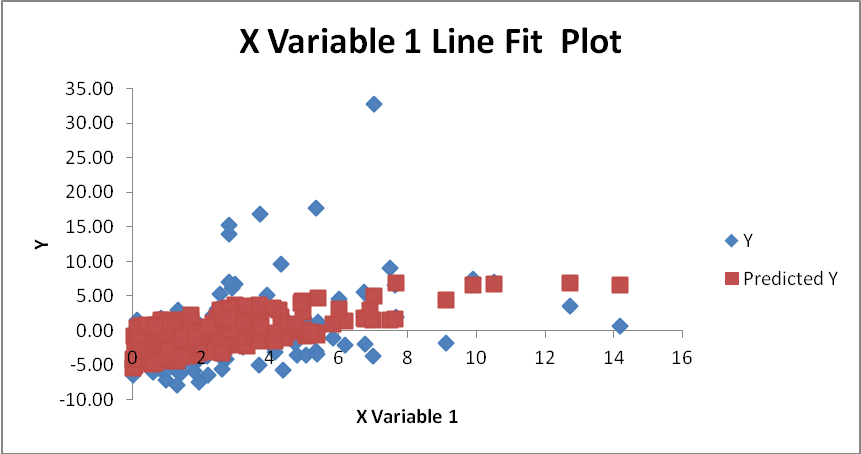 X Variable 1 Line Fit  Plot
35.00
30.00
25.00
20.00
15.00
10.00
5.00
0.00
-5.00
-10.00
Y
0 2 4 6 8 10 12 14 16
X Variable 1
Y
Predicted Y